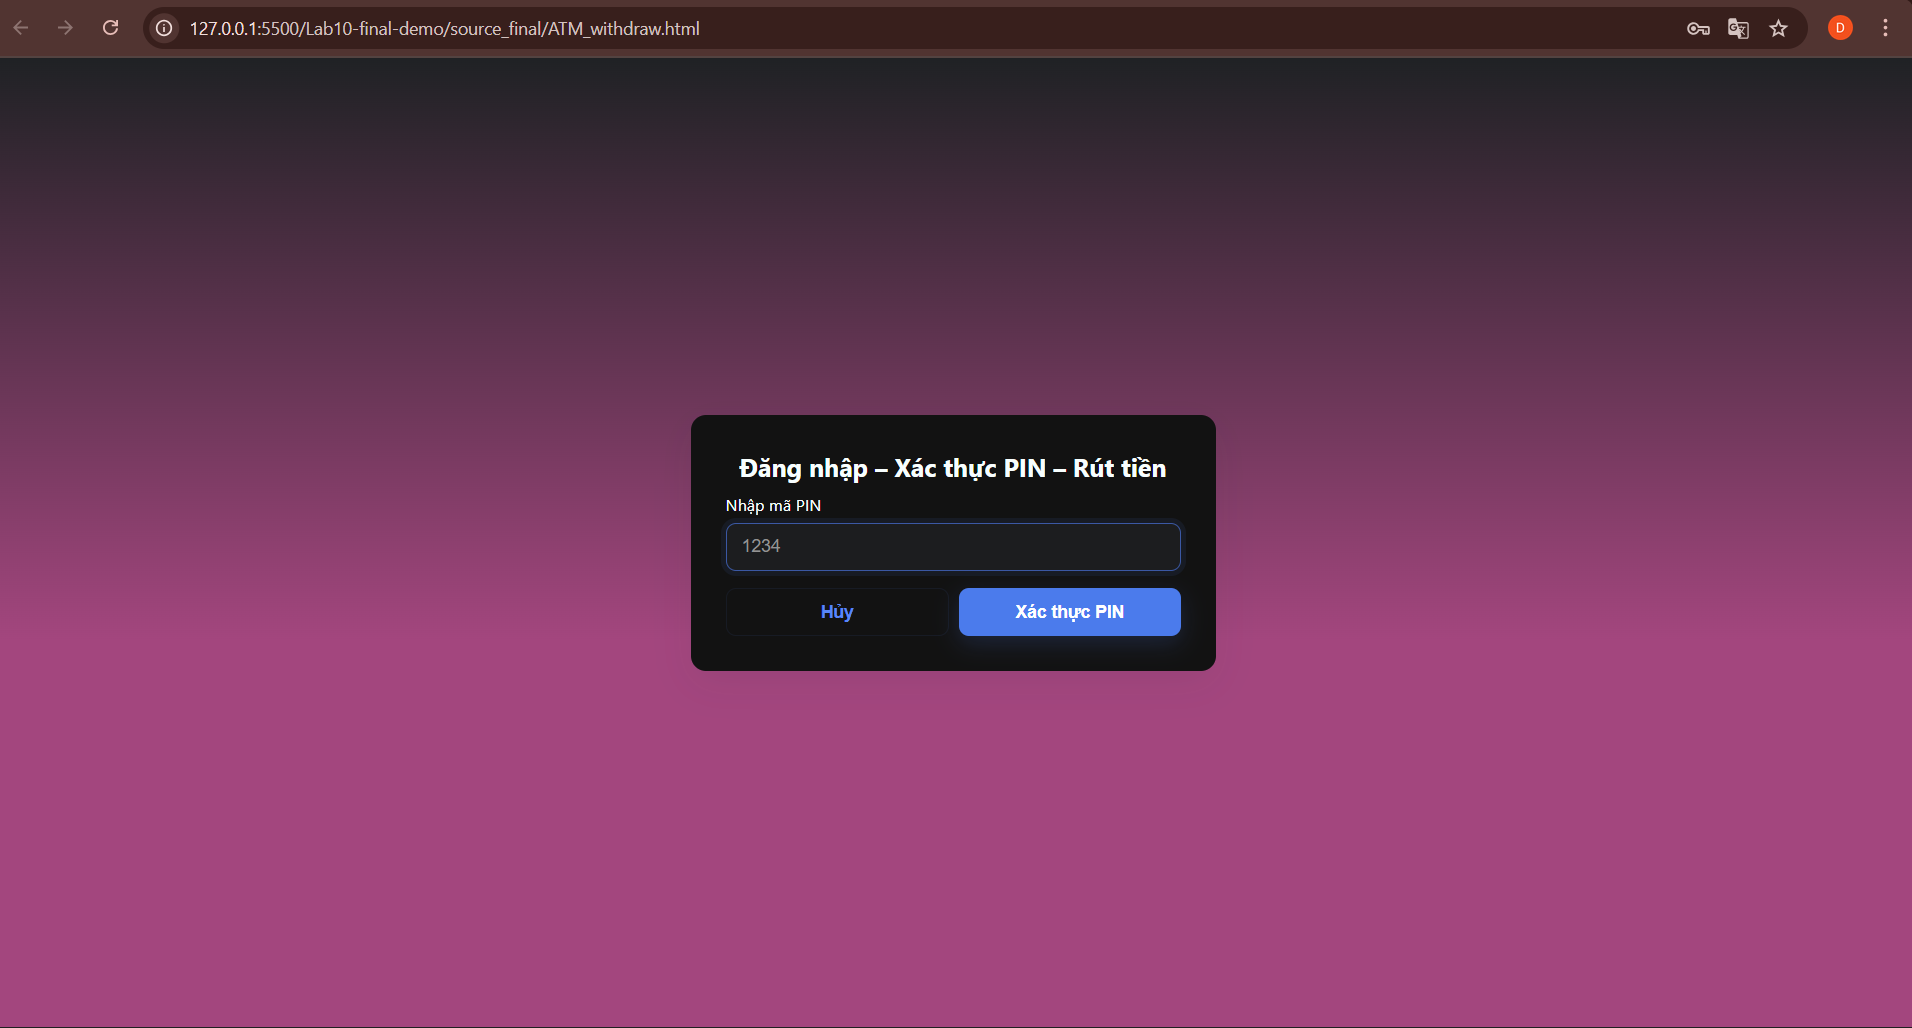 127.0.0.1:5500/Lab10-final-demo/source_final/ATM_withdraw.html
D
Đăng nhập – Xác thực PIN – Rút tiền
Nhập mã PIN
1234
Hủy
Xác thực PIN